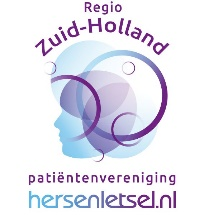 Regio
Zuid-Holland
patiëntenvereniging
hersenletsel.nl